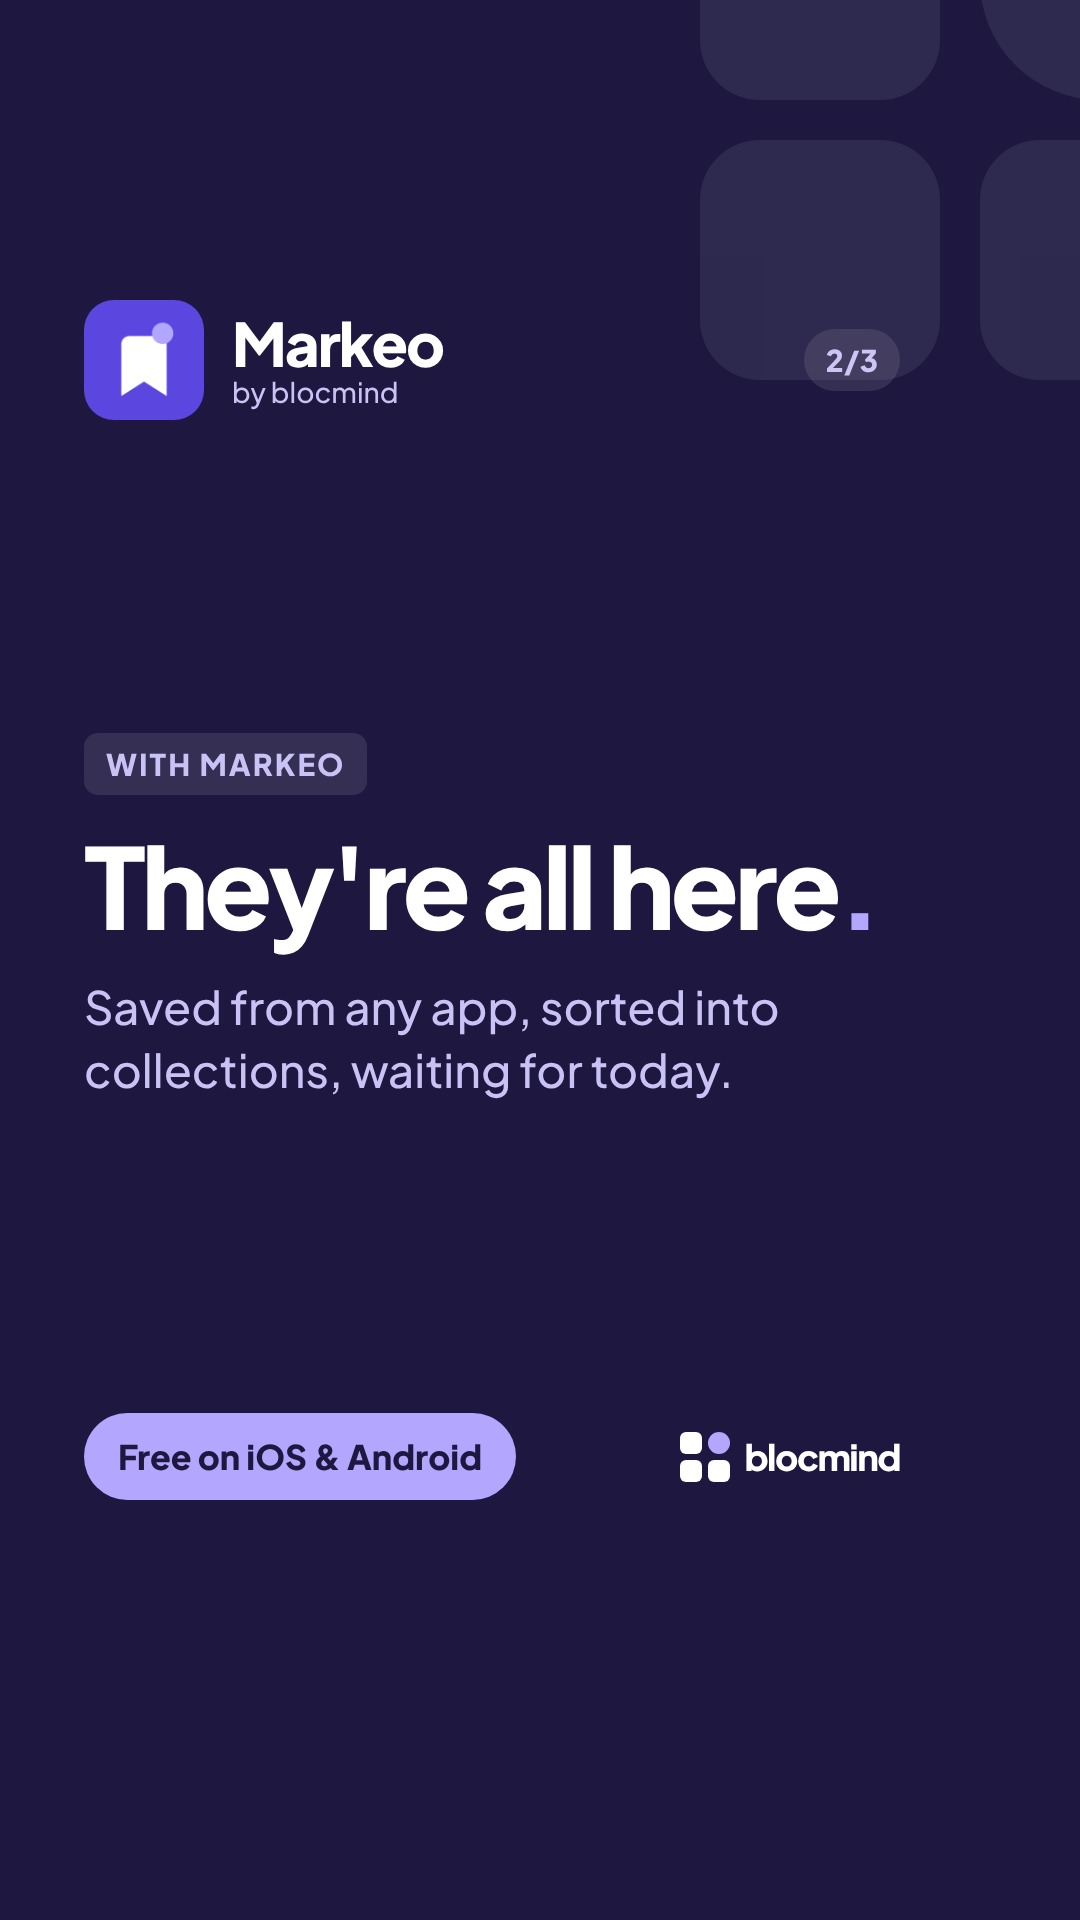 Markeo
by blocmind
2/3
WITH MARKEO
They're all here.
Saved from any app, sorted into
collections, waiting for today.
Free on iOS & Android
blocmind